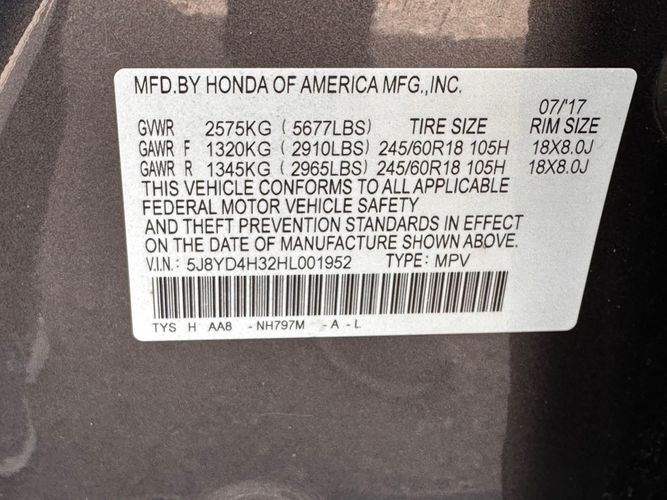 MFD.BY HONDA OF AMERICA MFG.,INC.
07/'17
GVWR 2575KG ( 5677LBS) TIRE SIZE RIM SIZE
GAWR F 1320KG ( 2910LBS) 245/60R18 105H 18X8.0J
GAWR R 1345KG ( 2965LBS) 245/60R18 105H 18X8.0J
THIS VEHICLE CONFORMS TO ALL APPLICABLE
FEDERAL MOTOR VEHICLE SAFETY
AND THEFT PREVENTION STANDARDS IN EFFECT
ON THE DATE OF MANUFACTURE SHOWN ABOVE.
V.I.N.: 5J8YD4H32HL001952 TYPE: MPV
TYS H AA8 -NH797M -A-L